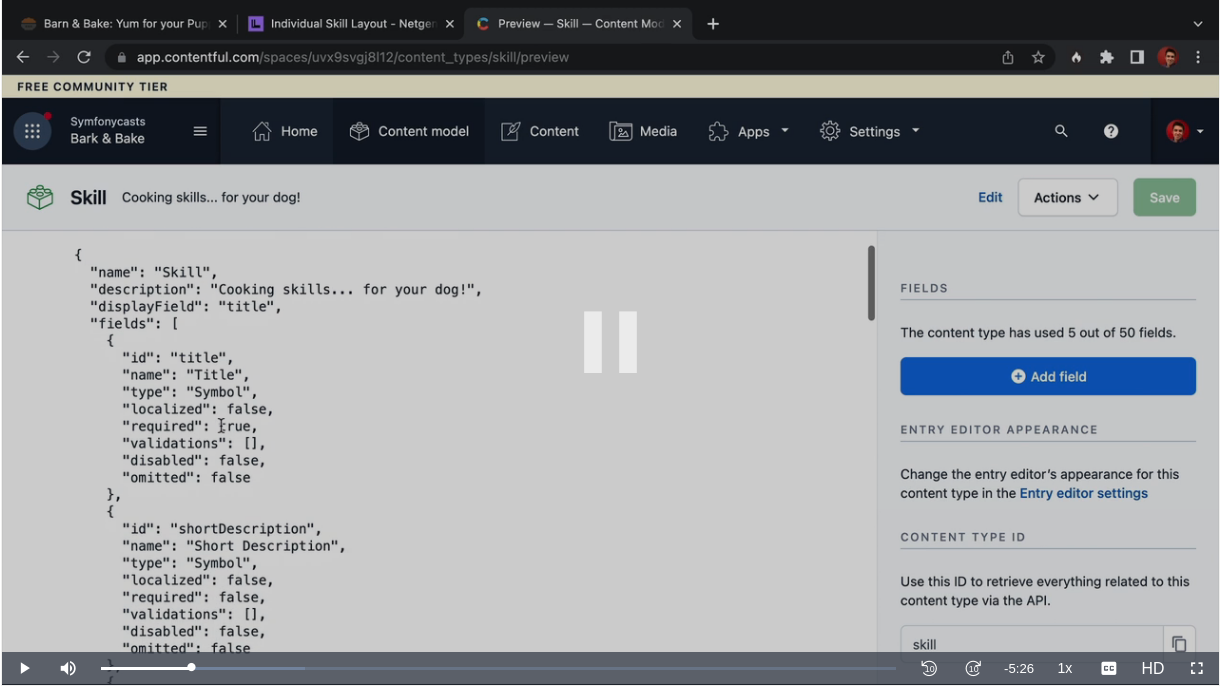 Barn & Bake: Yum for your Pup
Individual Skill Layout - Netgen
Preview — Skill — Content Mod
app.contentful.com/spaces/uvx9svgj8l12/content_types/skill/preview
FREE COMMUNITY TIER
Symfonycasts
Bark & Bake
Home
Content model
Content
Media
Apps
Settings
Skill
Cooking skills... for your dog!
Edit
Actions
Save
{
"name": "Skill",
"description": "Cooking skills... for your dog!",
"displayField": "title",
"fields": [
{
"id": "title",
"name": "Title",
"type": "Symbol",
"localized": false,
"required": true,
"validations": [],
"disabled": false,
"omitted": false
},
{
"id": "shortDescription",
"name": "Short Description",
"type": "Symbol",
"localized": false,
"required": false,
"validations": [],
"disabled": false,
"omitted": false
},
{
FIELDS
The content type has used 5 out of 50 fields.
Add field
ENTRY EDITOR APPEARANCE
Change the entry editor's appearance for this
content type in the Entry editor settings
CONTENT TYPE ID
Use this ID to retrieve everything related to this
content type via the API.
skill
10
10
-5:26
1x
CC
HD